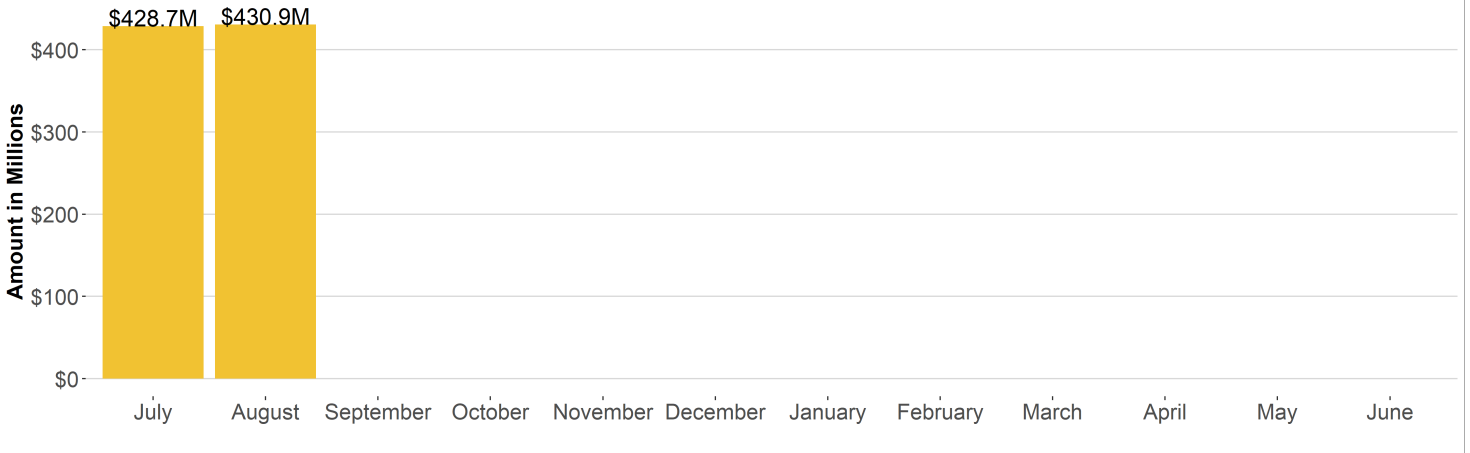 $428.7M $430.9M
$400
$300
$200
$100
$0
Amount in Millions
July August September October November December January February March April May June